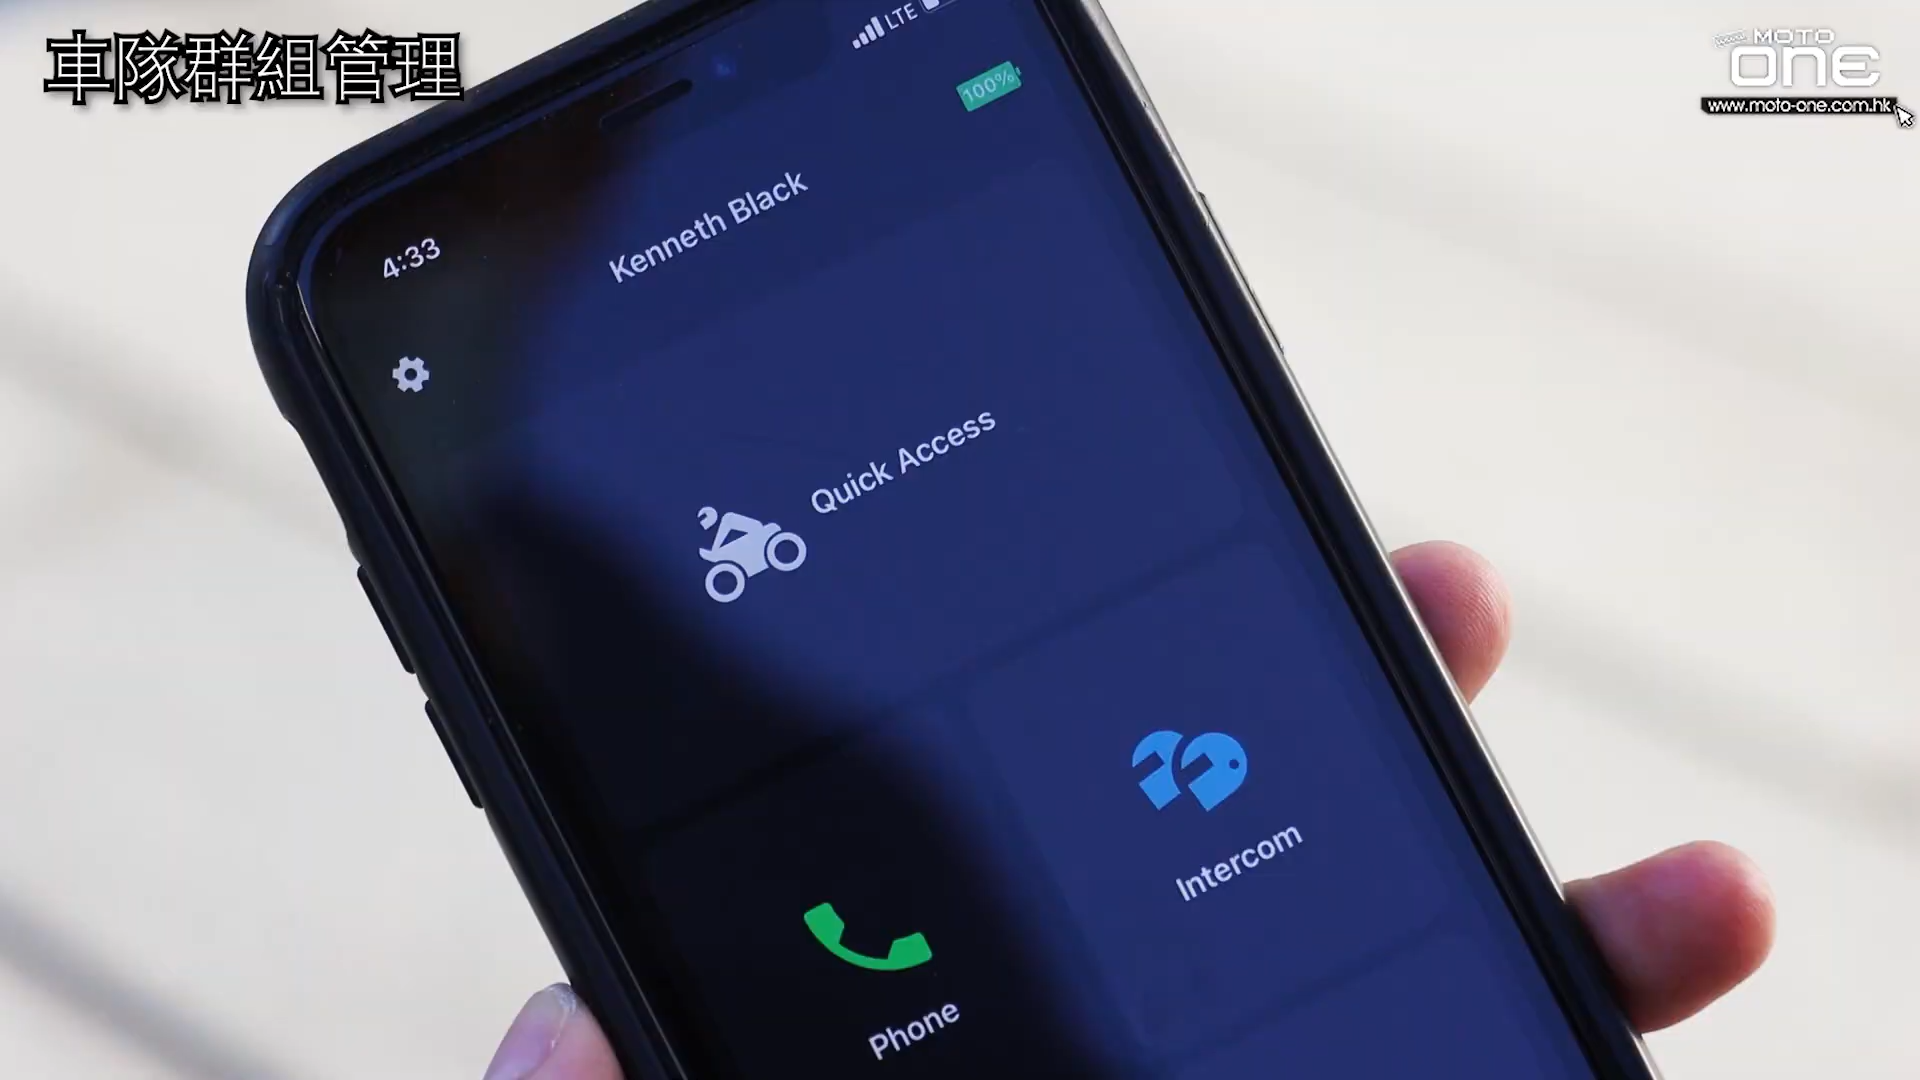 車隊群組管理
MOTO
ONE
www.moto-one.com.hk
LTE
100%
4:33
Kenneth Black
Quick Access
Intercom
Phone